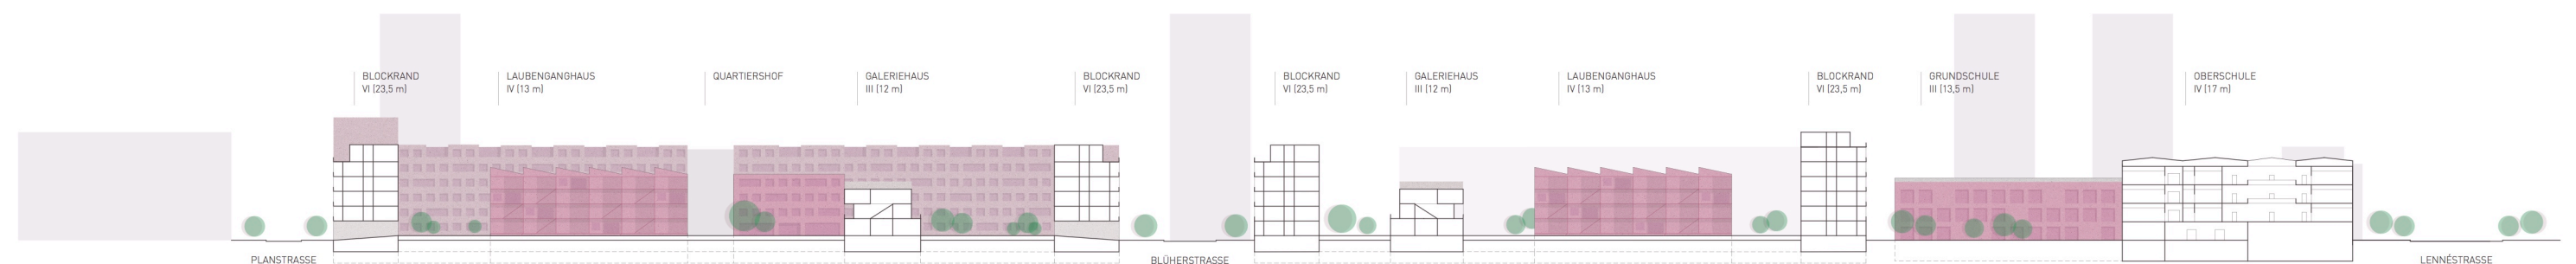 BLOCKRAND
VI (23,5 m)
LAUBENGANGHAUS
IV (13 m)
QUARTIERSHOF
GALERIEHAUS
III (12 m)
BLOCKRAND
VI (23,5 m)
BLOCKRAND
VI (23,5 m)
GALERIEHAUS
III (12 m)
LAUBENGANGHAUS
IV (13 m)
BLOCKRAND
VI (23,5 m)
GRUNDSCHULE
III (13,5 m)
OBERSCHULE
IV (17 m)
PLANSTRASSE
BLÜHERSTRASSE
LENNÉSTRASSE